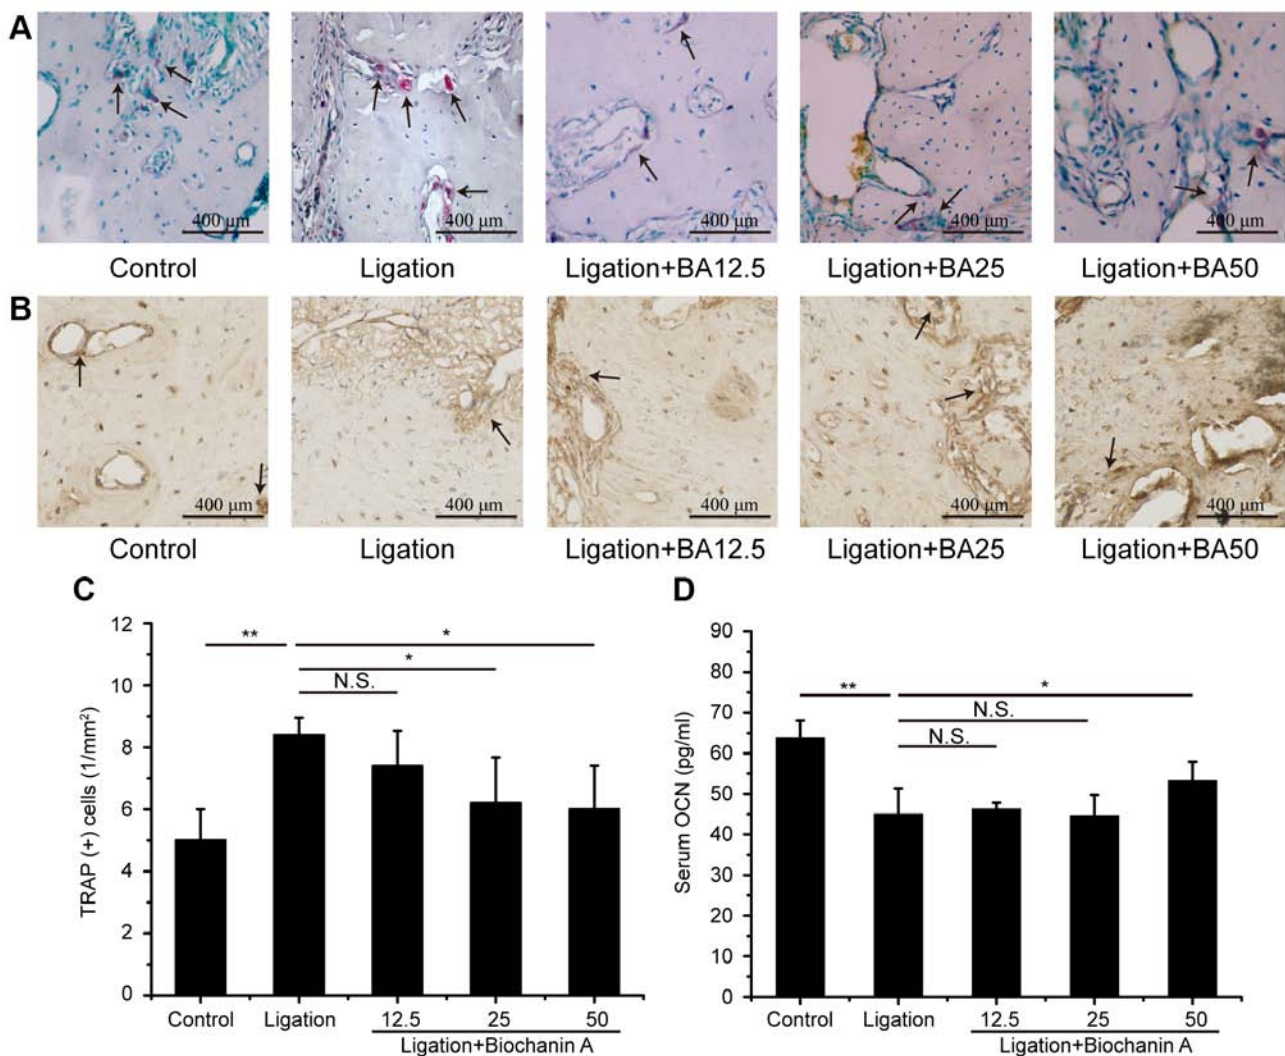 A
400 µm 400 µm 400 µm 400 µm 400 µm
Control Ligation Ligation+BA12.5 Ligation+BA25 Ligation+BA50
B
400 µm 400 µm 400 µm 400 µm 400 µm
Control Ligation Ligation+BA12.5 Ligation+BA25 Ligation+BA50
C
TRAP (+) cells (1/mm²)
12
10
8
6
4
2
0
**
*
*
N.S.
Control Ligation 12.5 25 50
Ligation+Biochanin A
D
Serum OCN (pg/ml)
90
80
70
60
50
40
30
20
10
0
**
*
N.S.
N.S.
Control Ligation 12.5 25 50
Ligation+Biochanin A